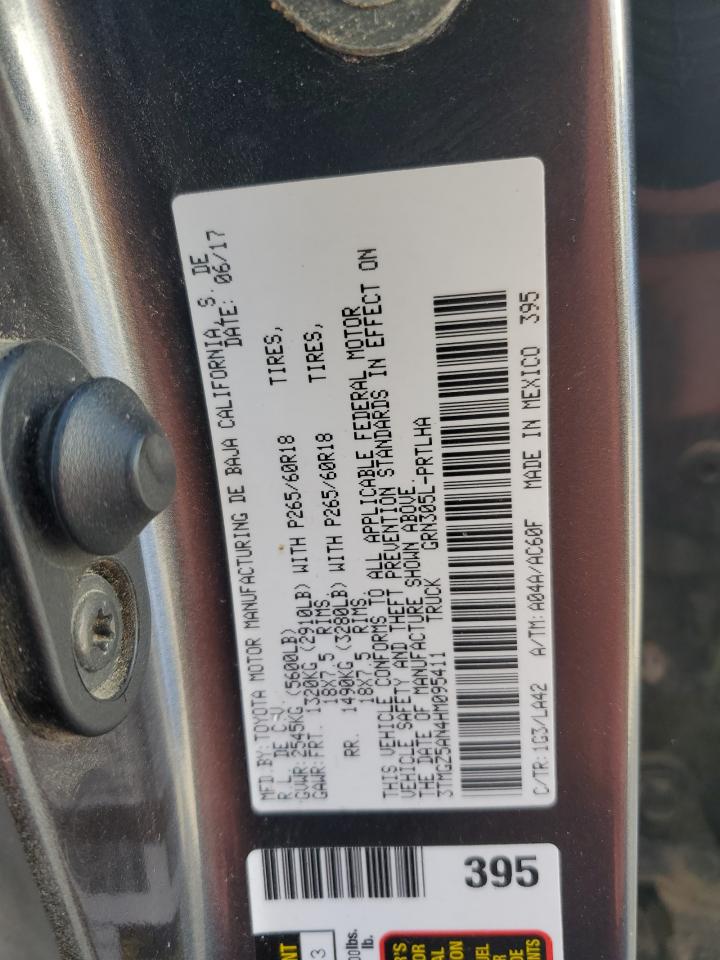 MFD.BY:TOYOTA MOTOR MANUFACTURING DE BAJA CALIFORNIA, S. DE
R.L. DE C.V. DATE: 06/17
GVWR:2545KG (5600LB)
GAWR:FRT. 1320KG (2910LB) WITH P265/60R18 TIRES,
18X7.5 RIMS
RR. 1490KG (3280LB) WITH P265/60R18 TIRES,
18X7.5 RIMS
THIS VEHICLE CONFORMS TO ALL APPLICABLE FEDERAL MOTOR
VEHICLE SAFETY AND THEFT PREVENTION STANDARDS IN EFFECT ON
THE DATE OF MANUFACTURE SHOWN ABOVE.
3TMGZ5AN4HM095411 TRUCK GRN305L-PRTLHA
C/TR:1G3/LA42 A/TM:A04A/AC60F MADE IN MEXICO 395
395